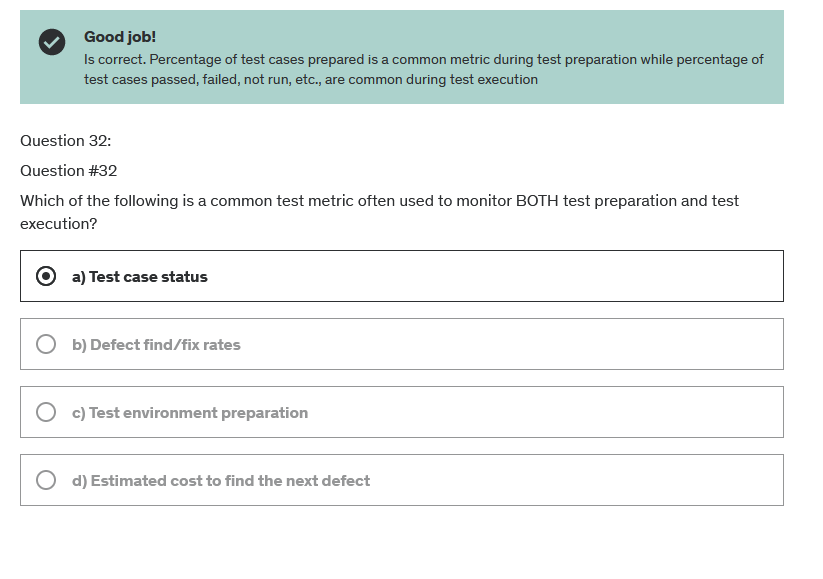 Good job!
Is correct. Percentage of test cases prepared is a common metric during test preparation while percentage of
test cases passed, failed, not run, etc., are common during test execution
Question 32:
Question #32
Which of the following is a common test metric often used to monitor BOTH test preparation and test
execution?
a) Test case status
b) Defect find/fix rates
c) Test environment preparation
d) Estimated cost to find the next defect